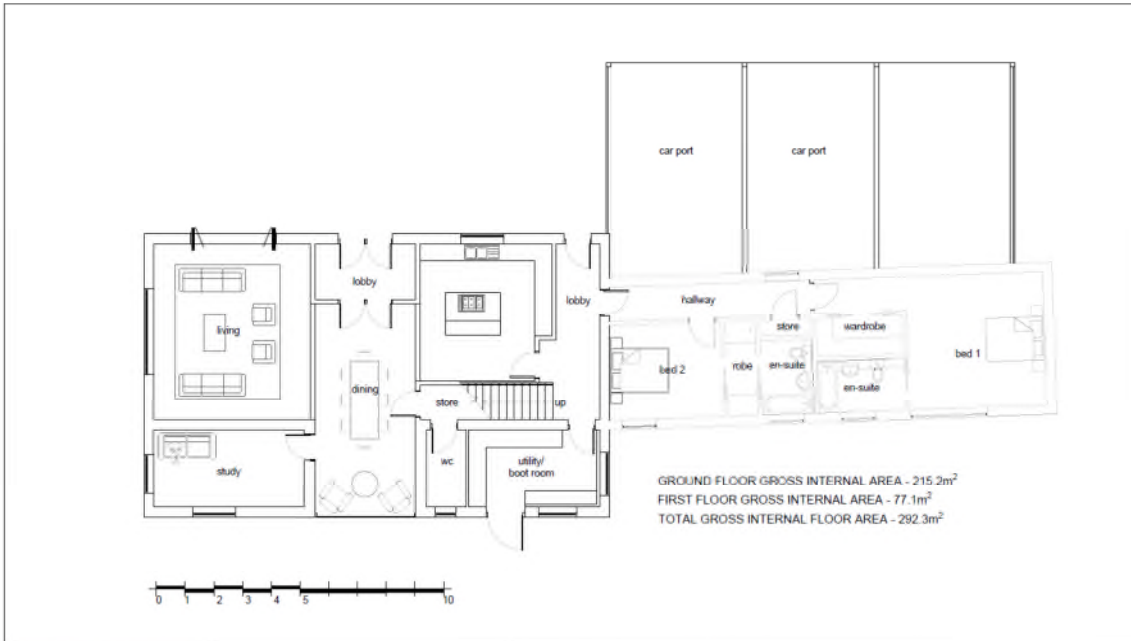 car port
car port
lobby
lobby
hallway
living
store
wardrobe
bed 1
bed 2
robe
en-suite
en-suite
dining
store
up
study
wc
utility/
boot room
GROUND FLOOR GROSS INTERNAL AREA - 215.2m²
FIRST FLOOR GROSS INTERNAL AREA - 77.1m²
TOTAL GROSS INTERNAL FLOOR AREA - 292.3m²
0 1 2 3 4 5 10